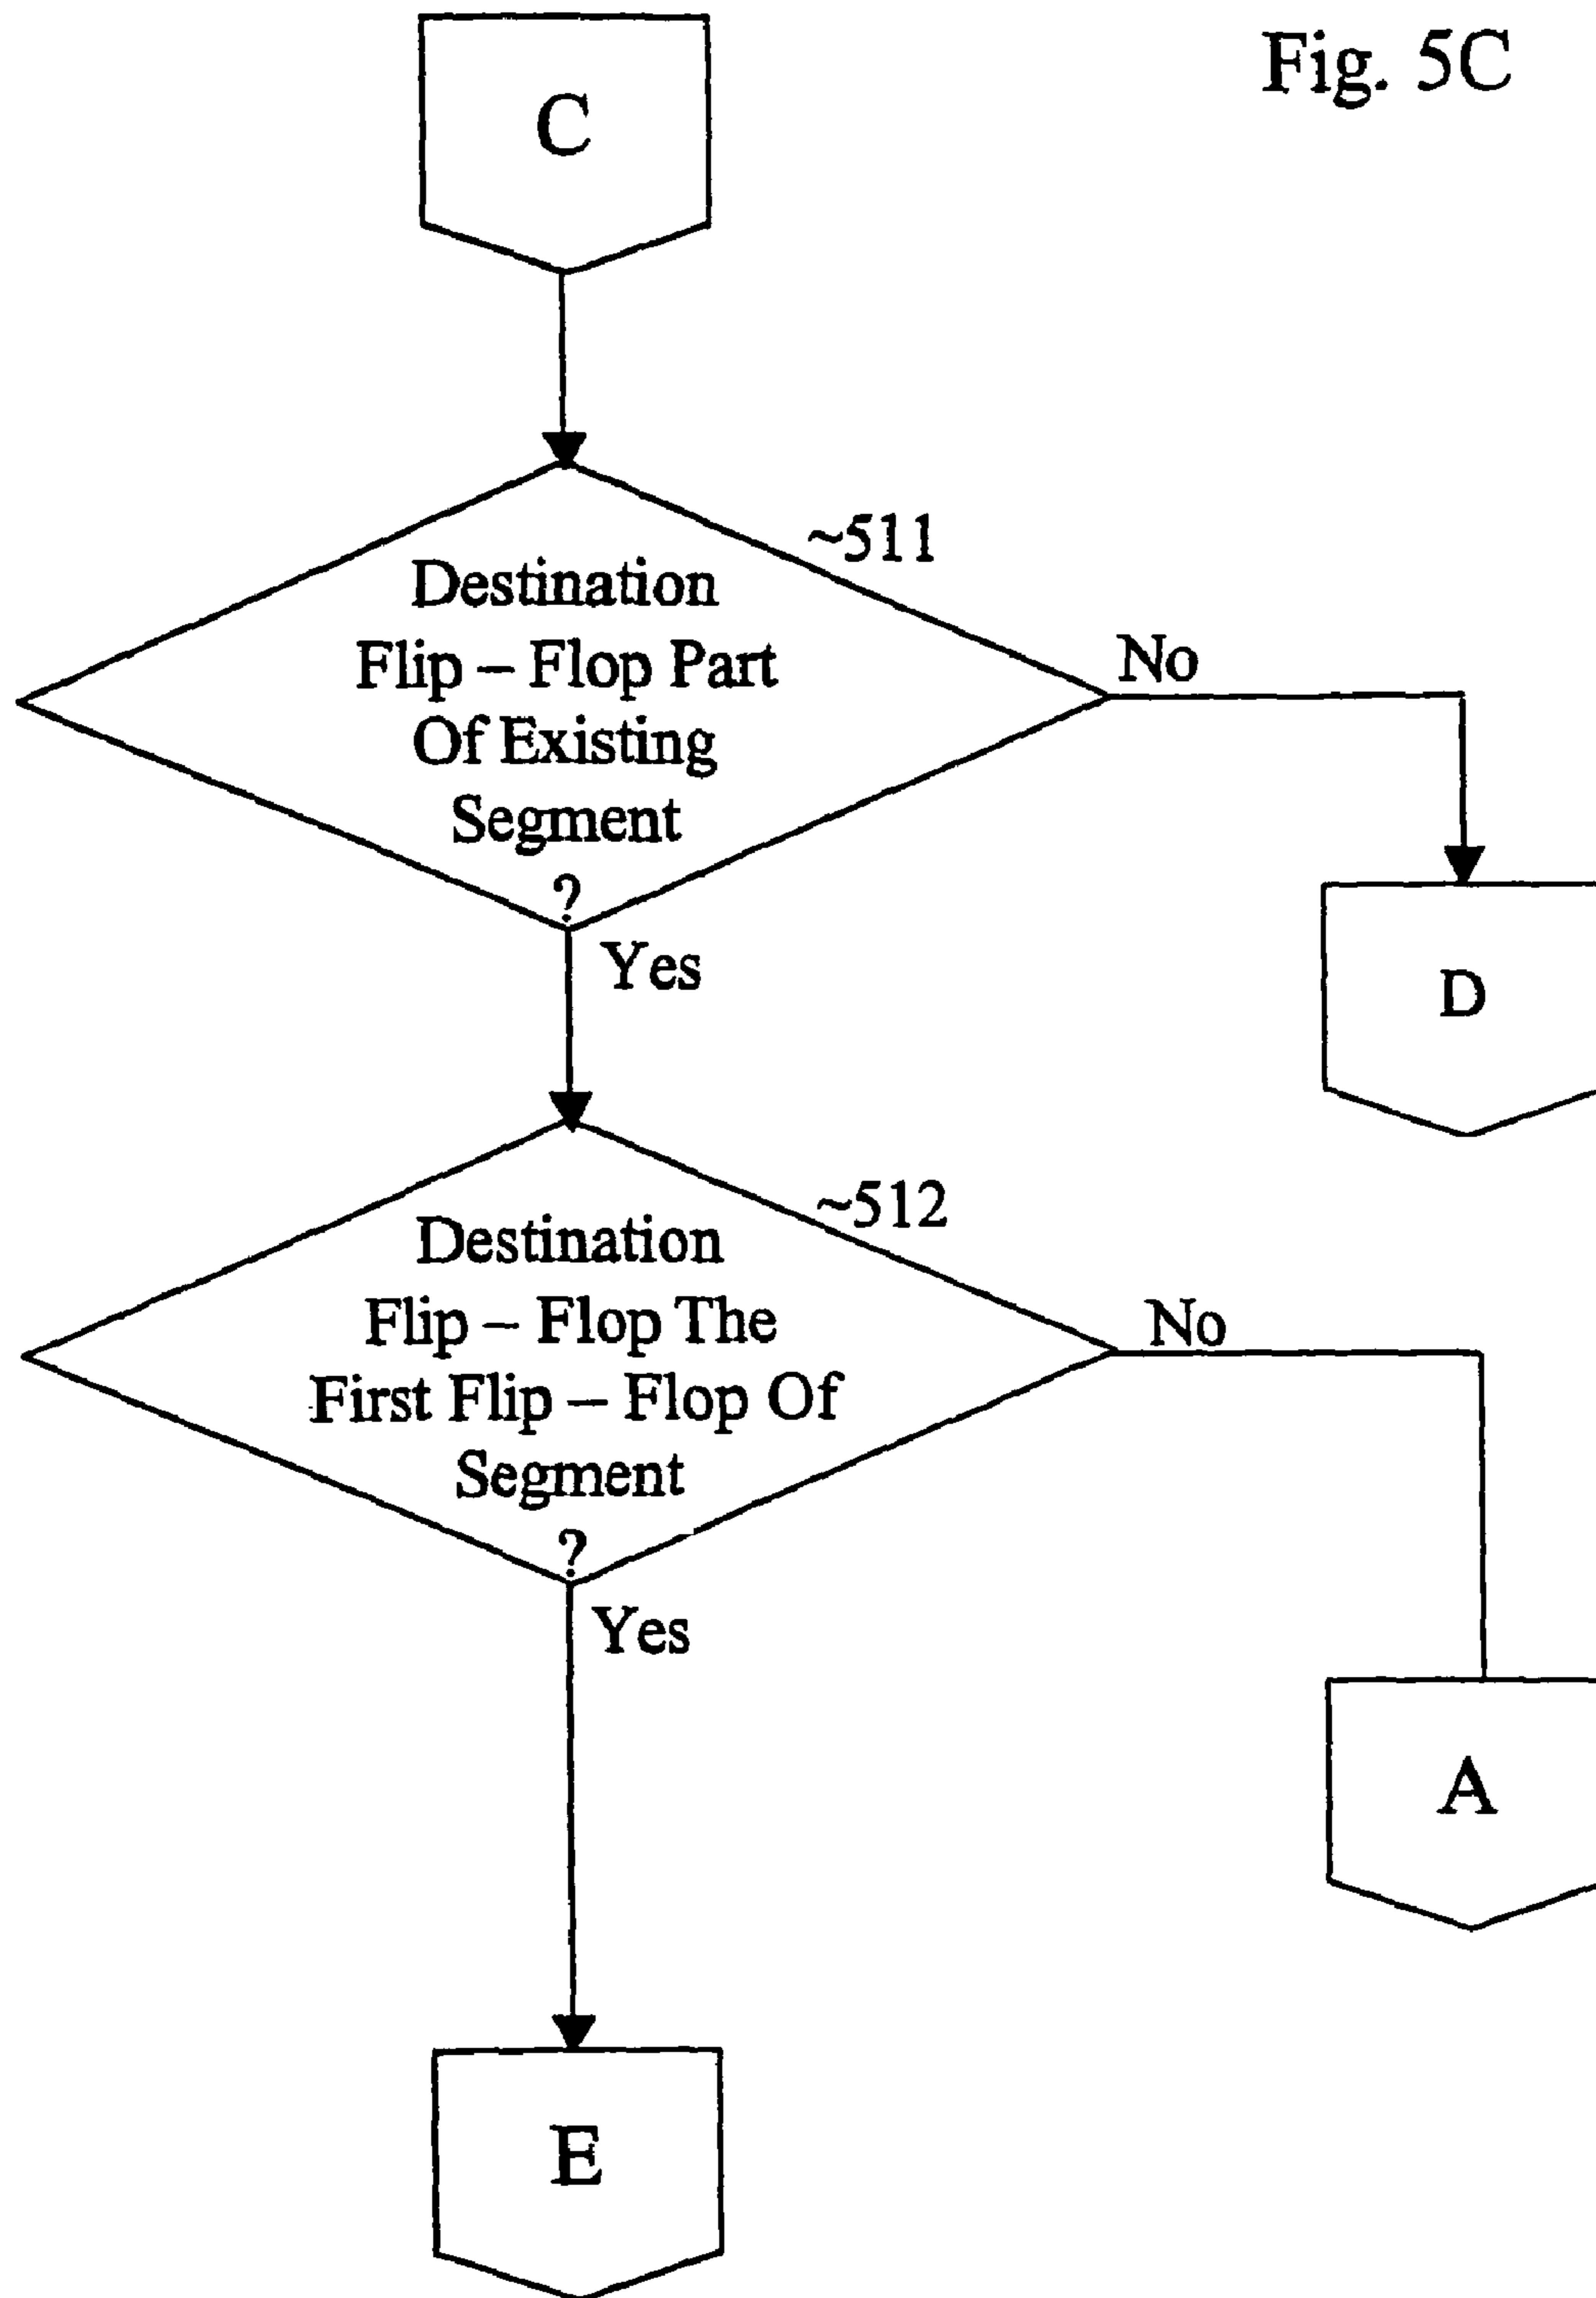 Fig. 5C
C
~511
Destination
Flip – Flop Part
Of Existing
Segment
?
No
Yes
D
~512
Destination
Flip – Flop The
First Flip – Flop Of
Segment
?
No
Yes
A
E